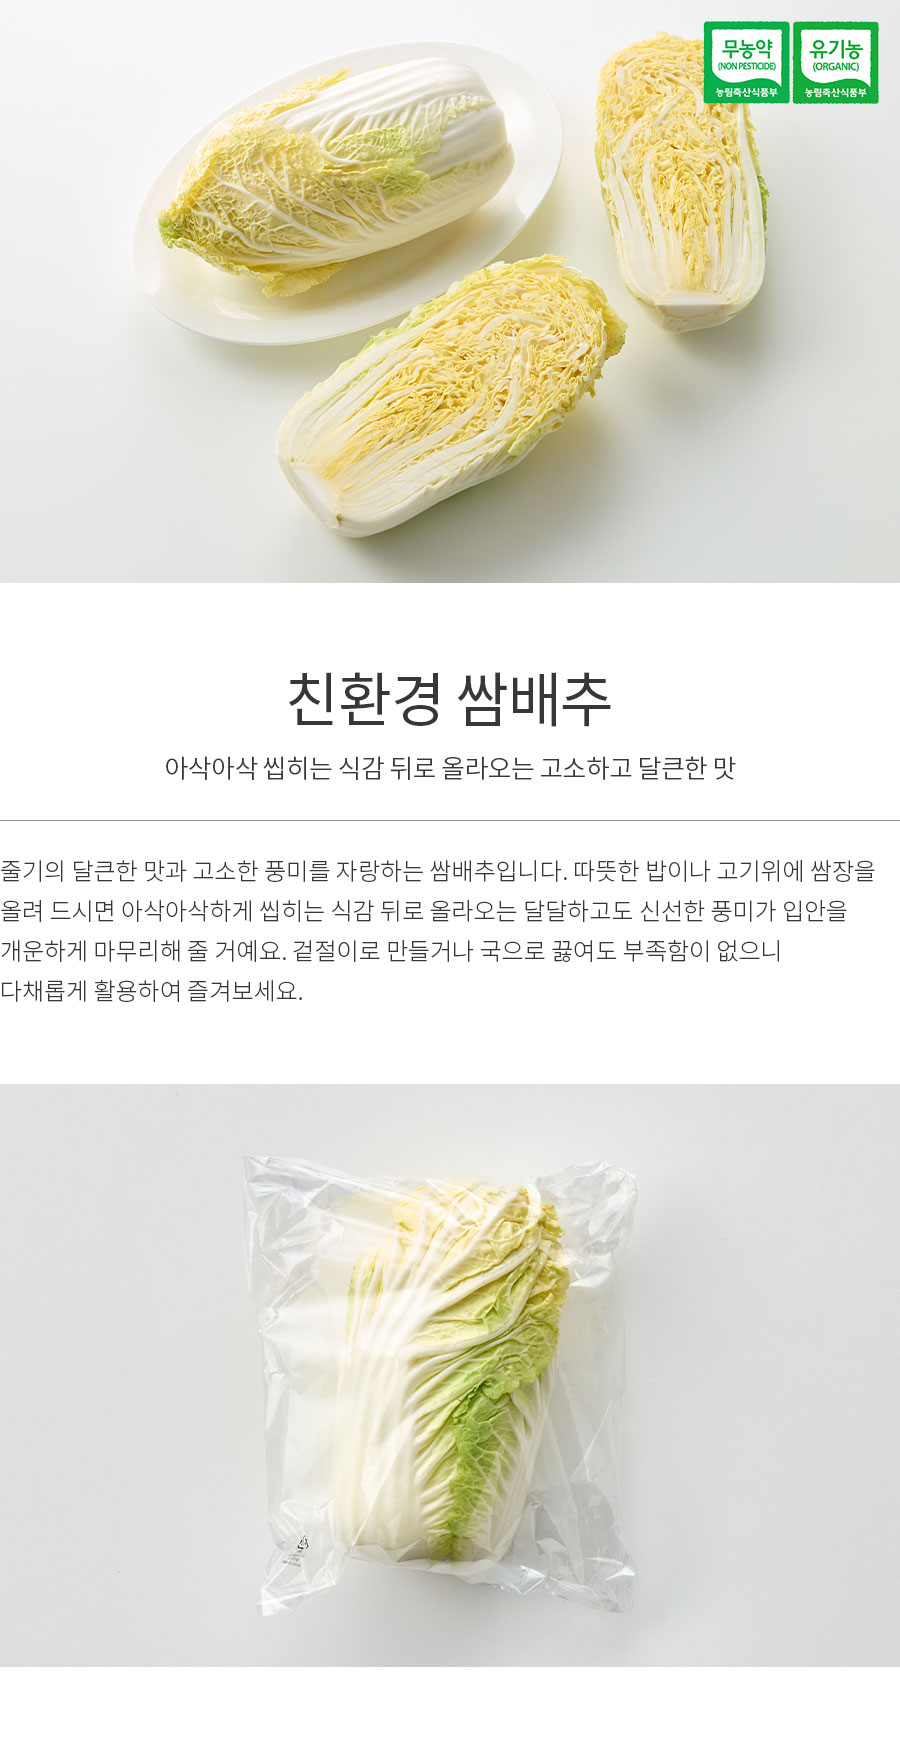 무농약
(NON PESTICIDE)
농림축산식품부
유기농
(ORGANIC)
농림축산식품부
친환경 쌈배추
아삭아삭 씹히는 식감 뒤로 올라오는 고소하고 달큰한 맛
줄기의 달큰한 맛과 고소한 풍미를 자랑하는 쌈배추입니다. 따뜻한 밥이나 고기위에 쌈장을
올려 드시면 아삭아삭하게 씹히는 식감 뒤로 올라오는 달달하고도 신선한 풍미가 입안을
개운하게 마무리해 줄 거예요. 겉절이로 만들거나 국으로 끓여도 부족함이 없으니
다채롭게 활용하여 즐겨보세요.